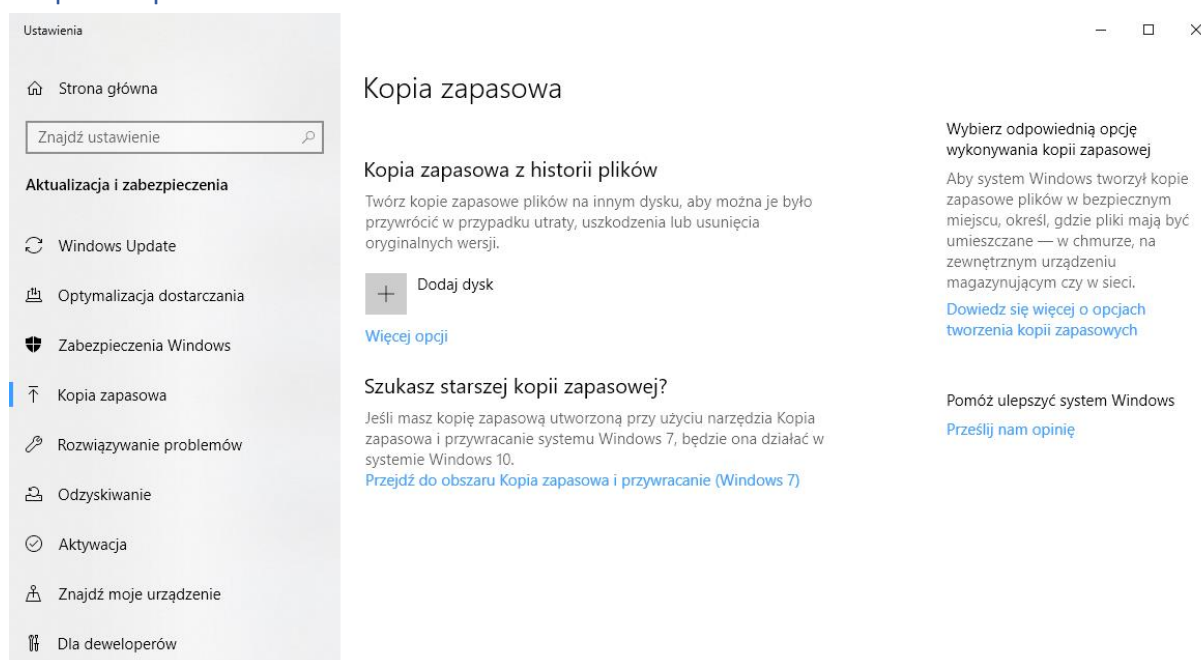 Ustawienia
Strona główna
Znajdź ustawienie
Aktualizacja i zabezpieczenia
Windows Update
Optymalizacja dostarczania
Zabezpieczenia Windows
Kopia zapasowa
Rozwiązywanie problemów
Odzyskiwanie
Aktywacja
Znajdź moje urządzenie
Dla deweloperów
Kopia zapasowa
Kopia zapasowa z historii plików
Twórz kopie zapasowe plików na innym dysku, aby można je było
przywrócić w przypadku utraty, uszkodzenia lub usunięcia
oryginalnych wersji.
Dodaj dysk
Więcej opcji
Szukasz starszej kopii zapasowej?
Jeśli masz kopię zapasową utworzoną przy użyciu narzędzia Kopia
zapasowa i przywracanie systemu Windows 7, będzie ona działać w
systemie Windows 10.
Przejdź do obszaru Kopia zapasowa i przywracanie (Windows 7)
Wybierz odpowiednią opcję
wykonywania kopii zapasowej
Aby system Windows tworzył kopie
zapasowe plików w bezpiecznym
miejscu, określ, gdzie pliki mają być
umieszczane — w chmurze, na
zewnętrznym urządzeniu
magazynującym czy w sieci.
Dowiedz się więcej o opcjach
tworzenia kopii zapasowych
Pomóż ulepszyć system Windows
Prześlij nam opinię